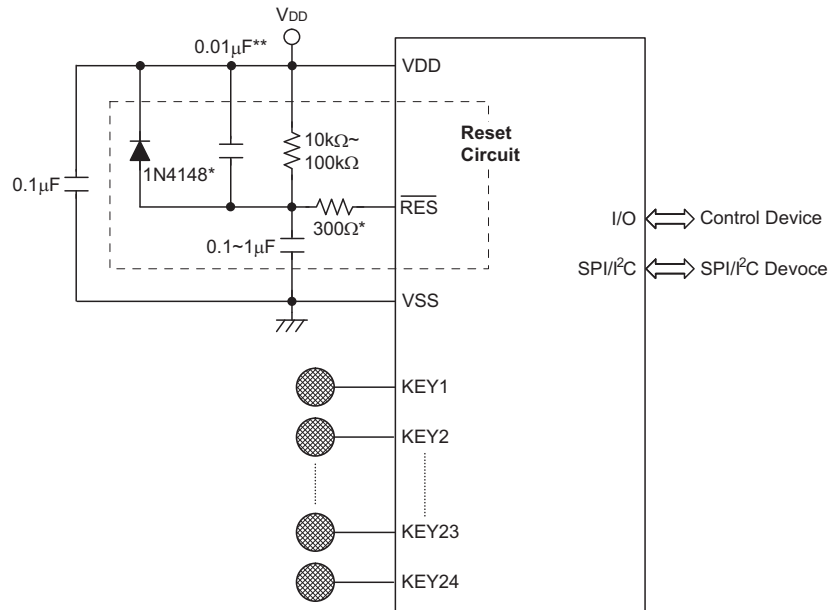 VDD
0.01μF**
VDD
Reset
Circuit
10kΩ~
100kΩ
1N4148*
0.1μF
RES
300Ω*
0.1~1μF
I/O
Control Device
SPI/I²C
SPI/I²C Devoce
VSS
KEY1
KEY2
KEY23
KEY24